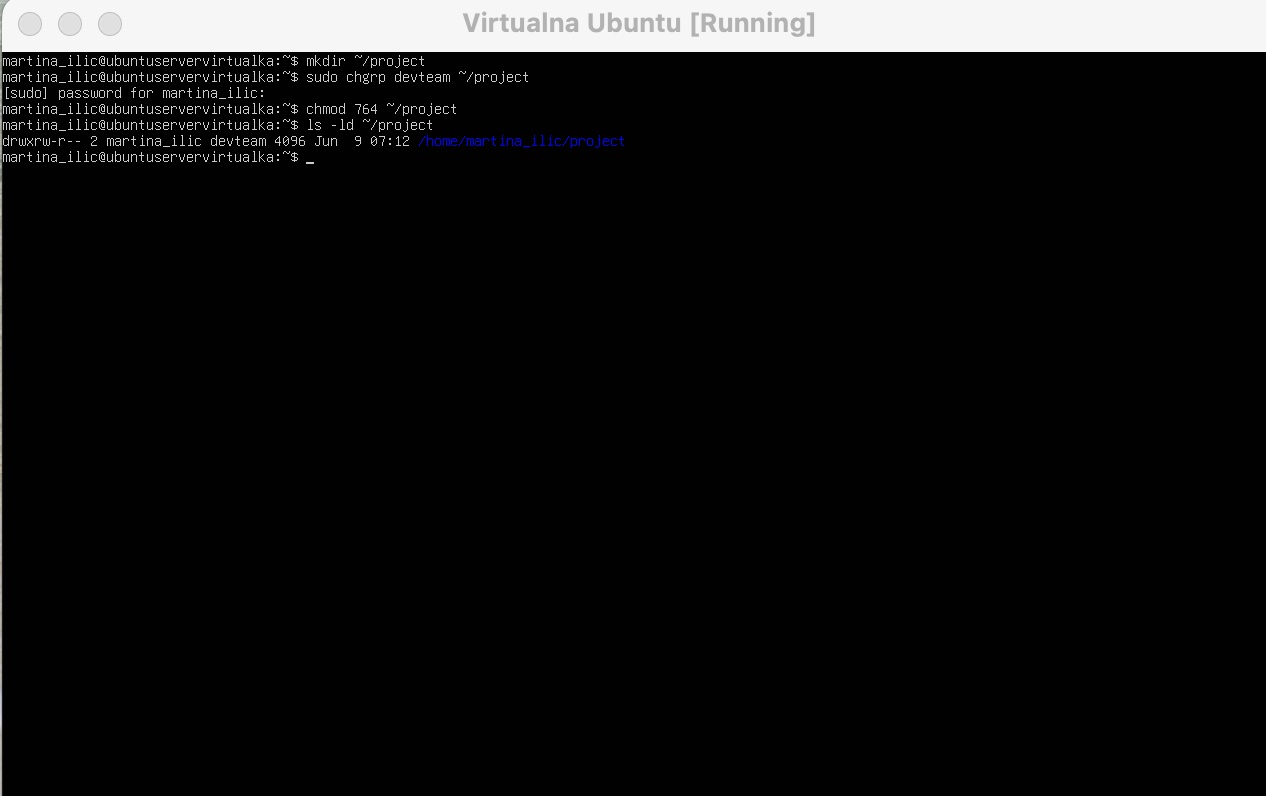 Virtualna Ubuntu [Running]
martina_ilic@ubuntuservervirtualka:~$ mkdir ~/project
martina_ilic@ubuntuservervirtualka:~$ sudo chgrp devteam ~/project
[sudo] password for martina_ilic:
martina_ilic@ubuntuservervirtualka:~$ chmod 764 ~/project
martina_ilic@ubuntuservervirtualka:~$ ls -ld ~/project
drwxrw-r-- 2 martina_ilic devteam 4096 Jun  9 07:12 /home/martina_ilic/project
martina_ilic@ubuntuservervirtualka:~$ _